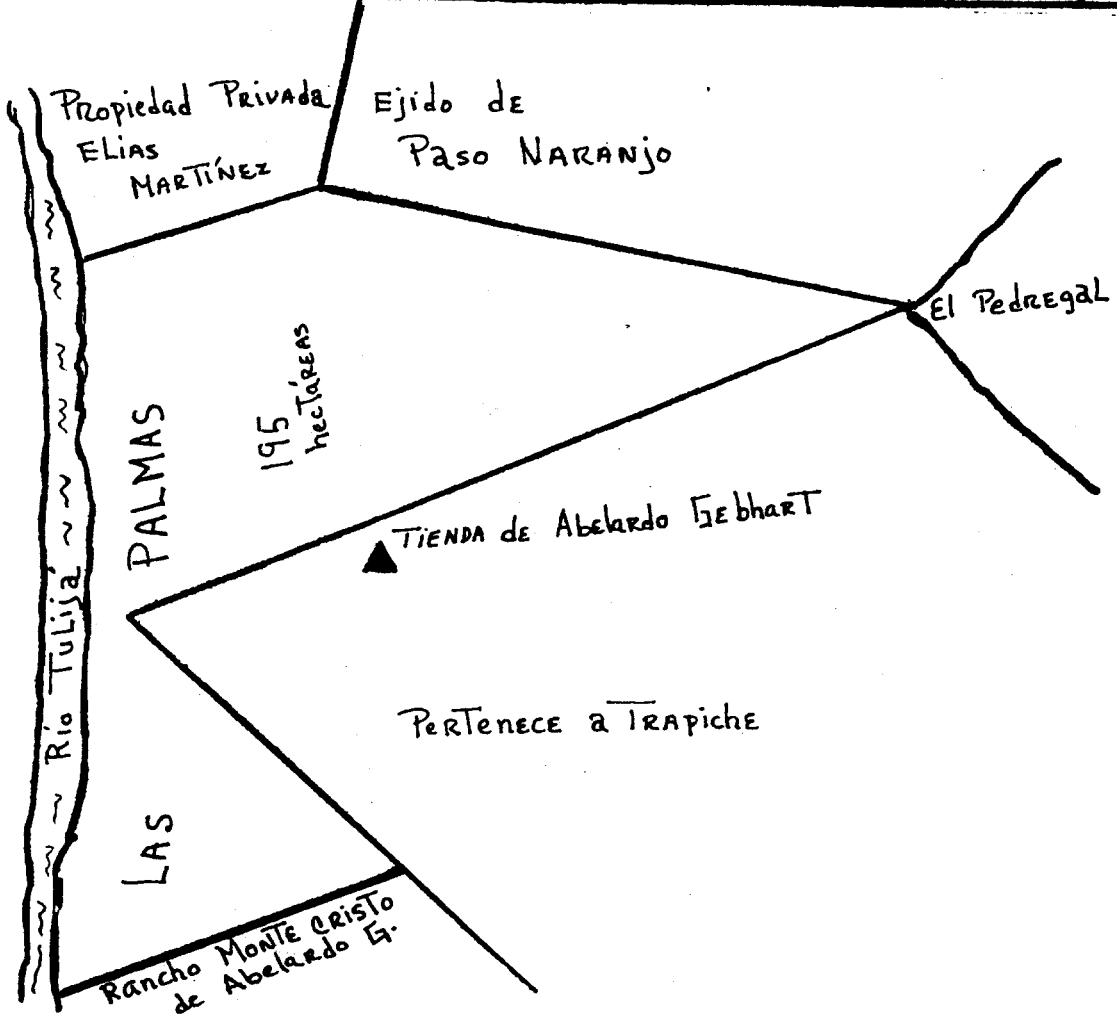 Propiedad Privada
Elias
Martínez
Ejido de
Paso Naranjo
El Pedregal
195
hectáreas
Las Palmas
Tienda de Abelardo Gebhart
Río Tulijá
Pertenece a Trapiche
Rancho Monte Cristo
de Abelardo G.